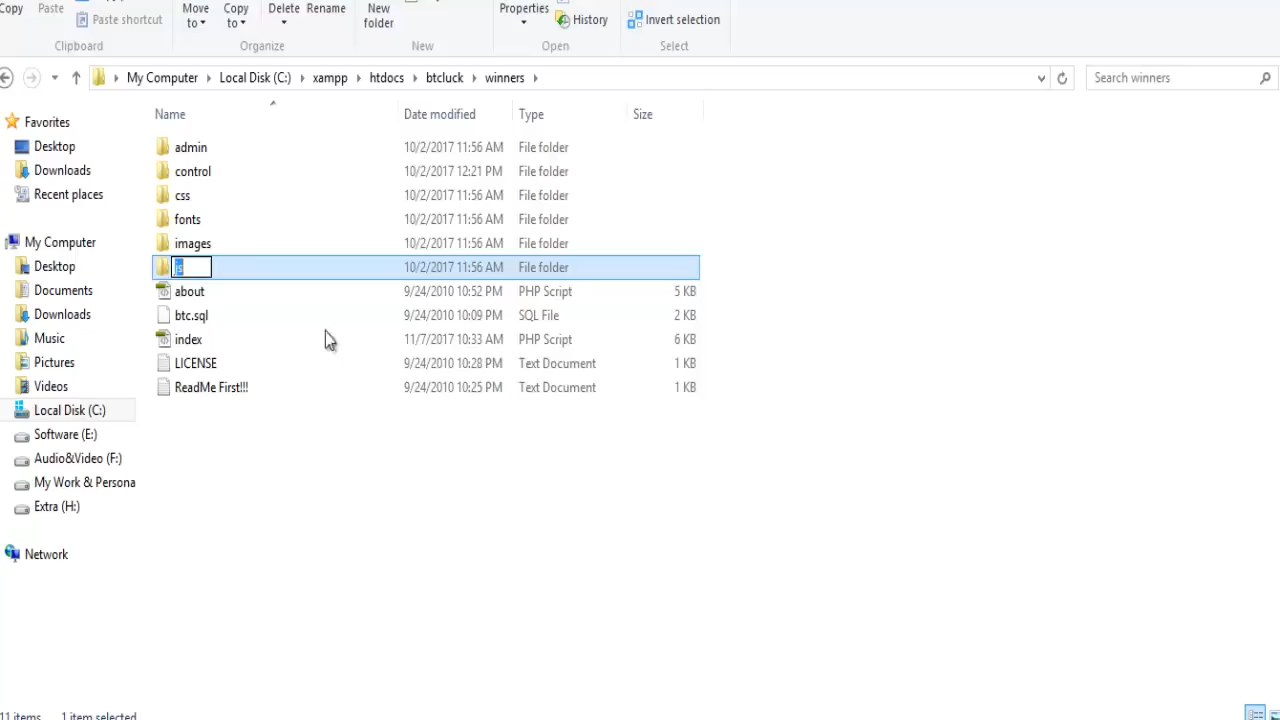 Copy Paste Paste shortcut Move to Copy to Delete Rename New folder Properties History Invert selection
Clipboard Organize New Open Select
My Computer Local Disk (C:) xampp htdocs btcluck winners Search winners
Name Date modified Type Size
Favorites
Desktop
Downloads
Recent places
My Computer
Desktop
Documents
Downloads
Music
Pictures
Videos
Local Disk (C:)
Software (E:)
Audio&Video (F:)
My Work & Persona
Extra (H:)
Network
admin 10/2/2017 11:56 AM File folder
control 10/2/2017 12:21 PM File folder
css 10/2/2017 11:56 AM File folder
fonts 10/2/2017 11:56 AM File folder
images 10/2/2017 11:56 AM File folder
js 10/2/2017 11:56 AM File folder
about 9/24/2010 10:52 PM PHP Script 5 KB
btc.sql 9/24/2010 10:09 PM SQL File 2 KB
index 11/7/2017 10:33 AM PHP Script 6 KB
LICENSE 9/24/2010 10:28 PM Text Document 1 KB
ReadMe First!!! 9/24/2010 10:25 PM Text Document 1 KB
11 items 1 item selected